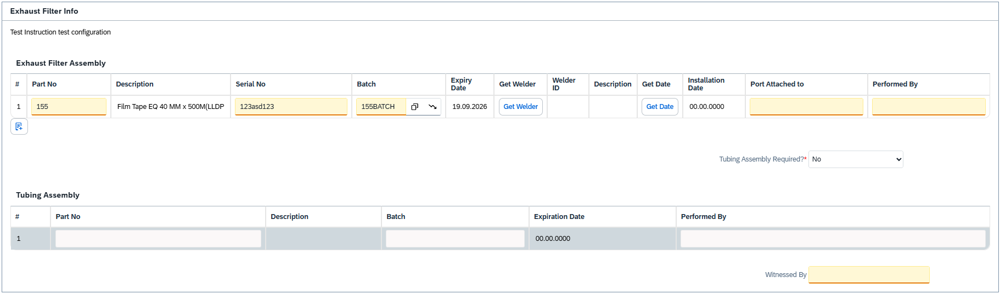 Exhaust Filter Info
Test Instruction test configuration
Exhaust Filter Assembly
# Part No Description Serial No Batch Expiry Date Get Welder Welder ID Description Get Date Installation Date Port Attached to Performed By
1 155 Film Tape EQ 40 MM x 500M(LLDP 123asd123 155BATCH 19.09.2026 Get Welder Get Date 00.00.0000
Tubing Assembly Required?* No
Tubing Assembly
# Part No Description Batch Expiration Date Performed By
1 00.00.0000
Witnessed By